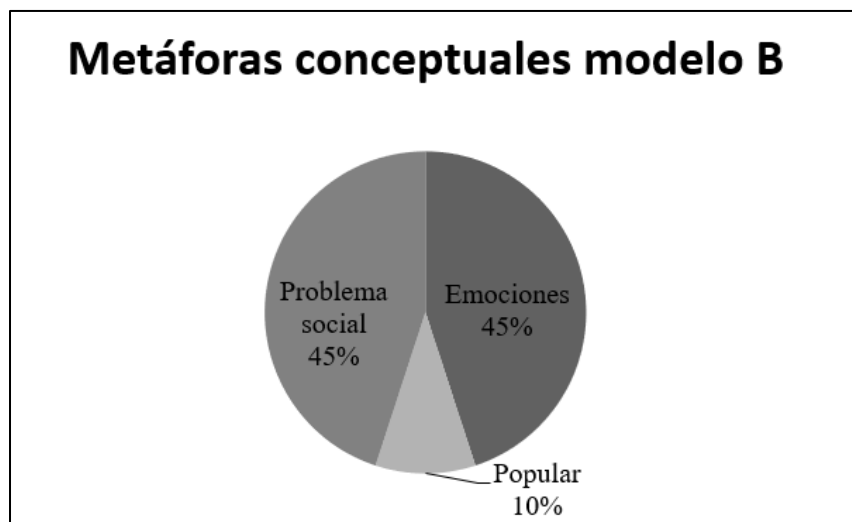 Metáforas conceptuales modelo B
Problema
social
45%
Emociones
45%
Popular
10%